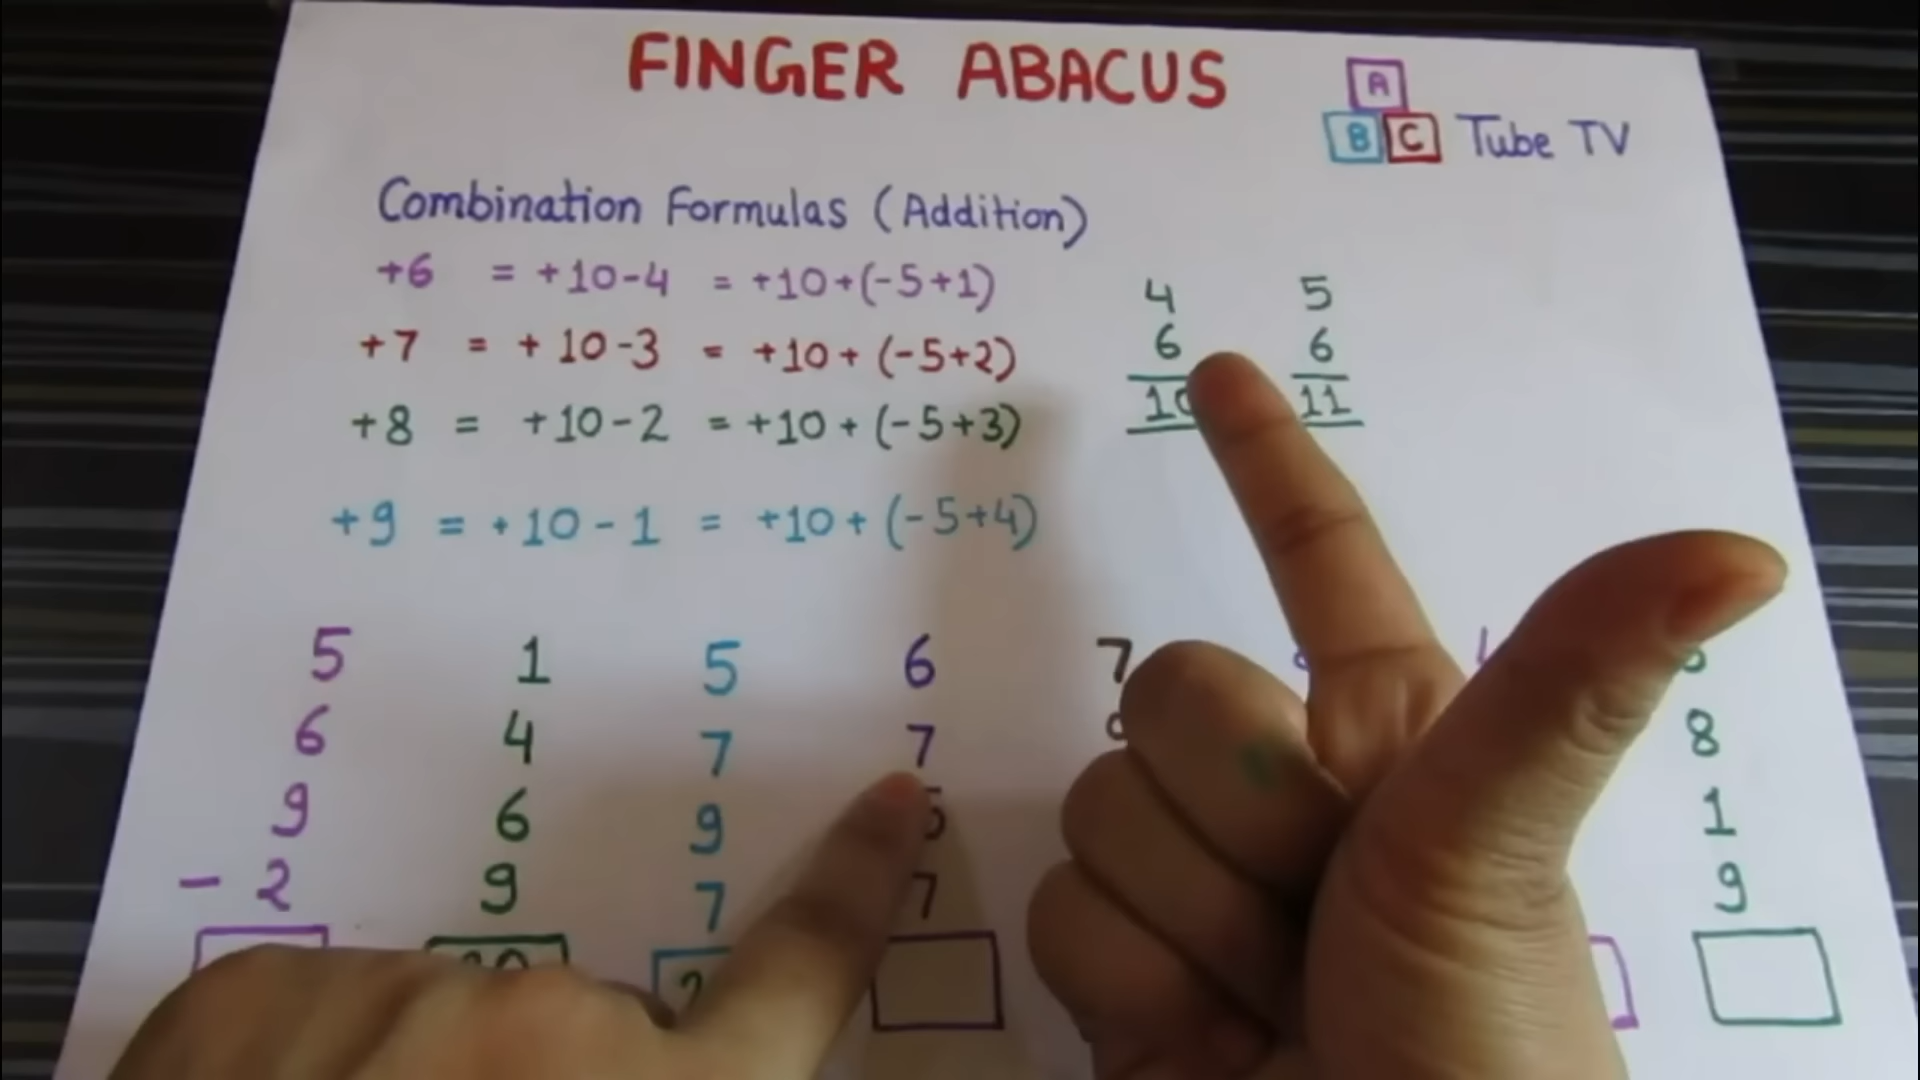 FINGER ABACUS
A
B C Tube TV
Combination Formulas (Addition)
+6 = +10-4 = +10+(-5+1)
+7 = +10-3 = +10+(-5+2)
+8 = +10-2 = +10+(-5+3)
+9 = +10-1 = +10+(-5+4)
4 5
6 6
10 11
5 1 5 6 7
6 4 7 7 8
9 6 9 5 1
-2 9 7 7 9